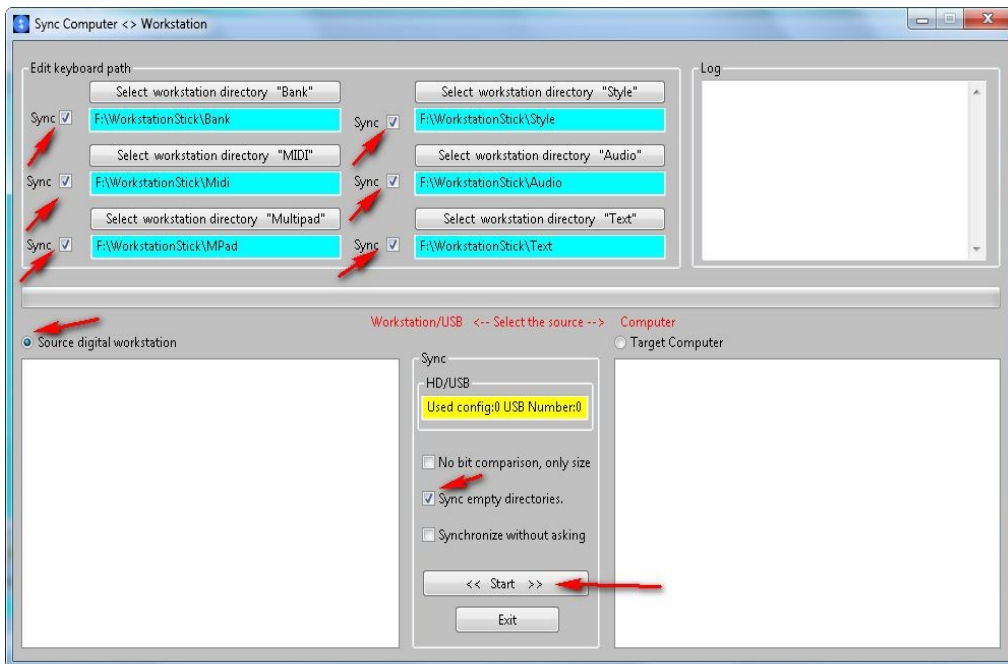 Sync Computer <> Workstation
Edit keyboard path
Log
Select workstation directory "Bank"
Select workstation directory "Style"
Sync
F:\WorkstationStick\Bank
Sync
F:\WorkstationStick\Style
Select workstation directory "MIDI"
Select workstation directory "Audio"
Sync
F:\WorkstationStick\Midi
Sync
F:\WorkstationStick\Audio
Select workstation directory "Multipad"
Select workstation directory "Text"
Sync
F:\WorkstationStick\MPad
Sync
F:\WorkstationStick\Text
Workstation/USB <-- Select the source --> Computer
Source digital workstation
Target Computer
Sync
HD/USB
Used config:0 USB Number:0
No bit comparison, only size
Sync empty directories.
Synchronize without asking
<< Start >>
Exit